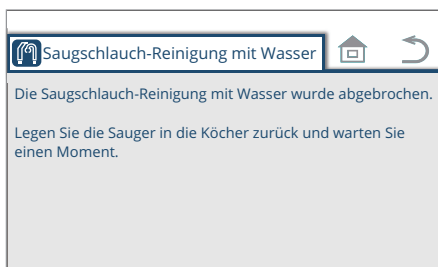 Saugschlauch-Reinigung mit Wasser
Die Saugschlauch-Reinigung mit Wasser wurde abgebrochen.
Legen Sie die Sauger in die Köcher zurück und warten Sie
einen Moment.